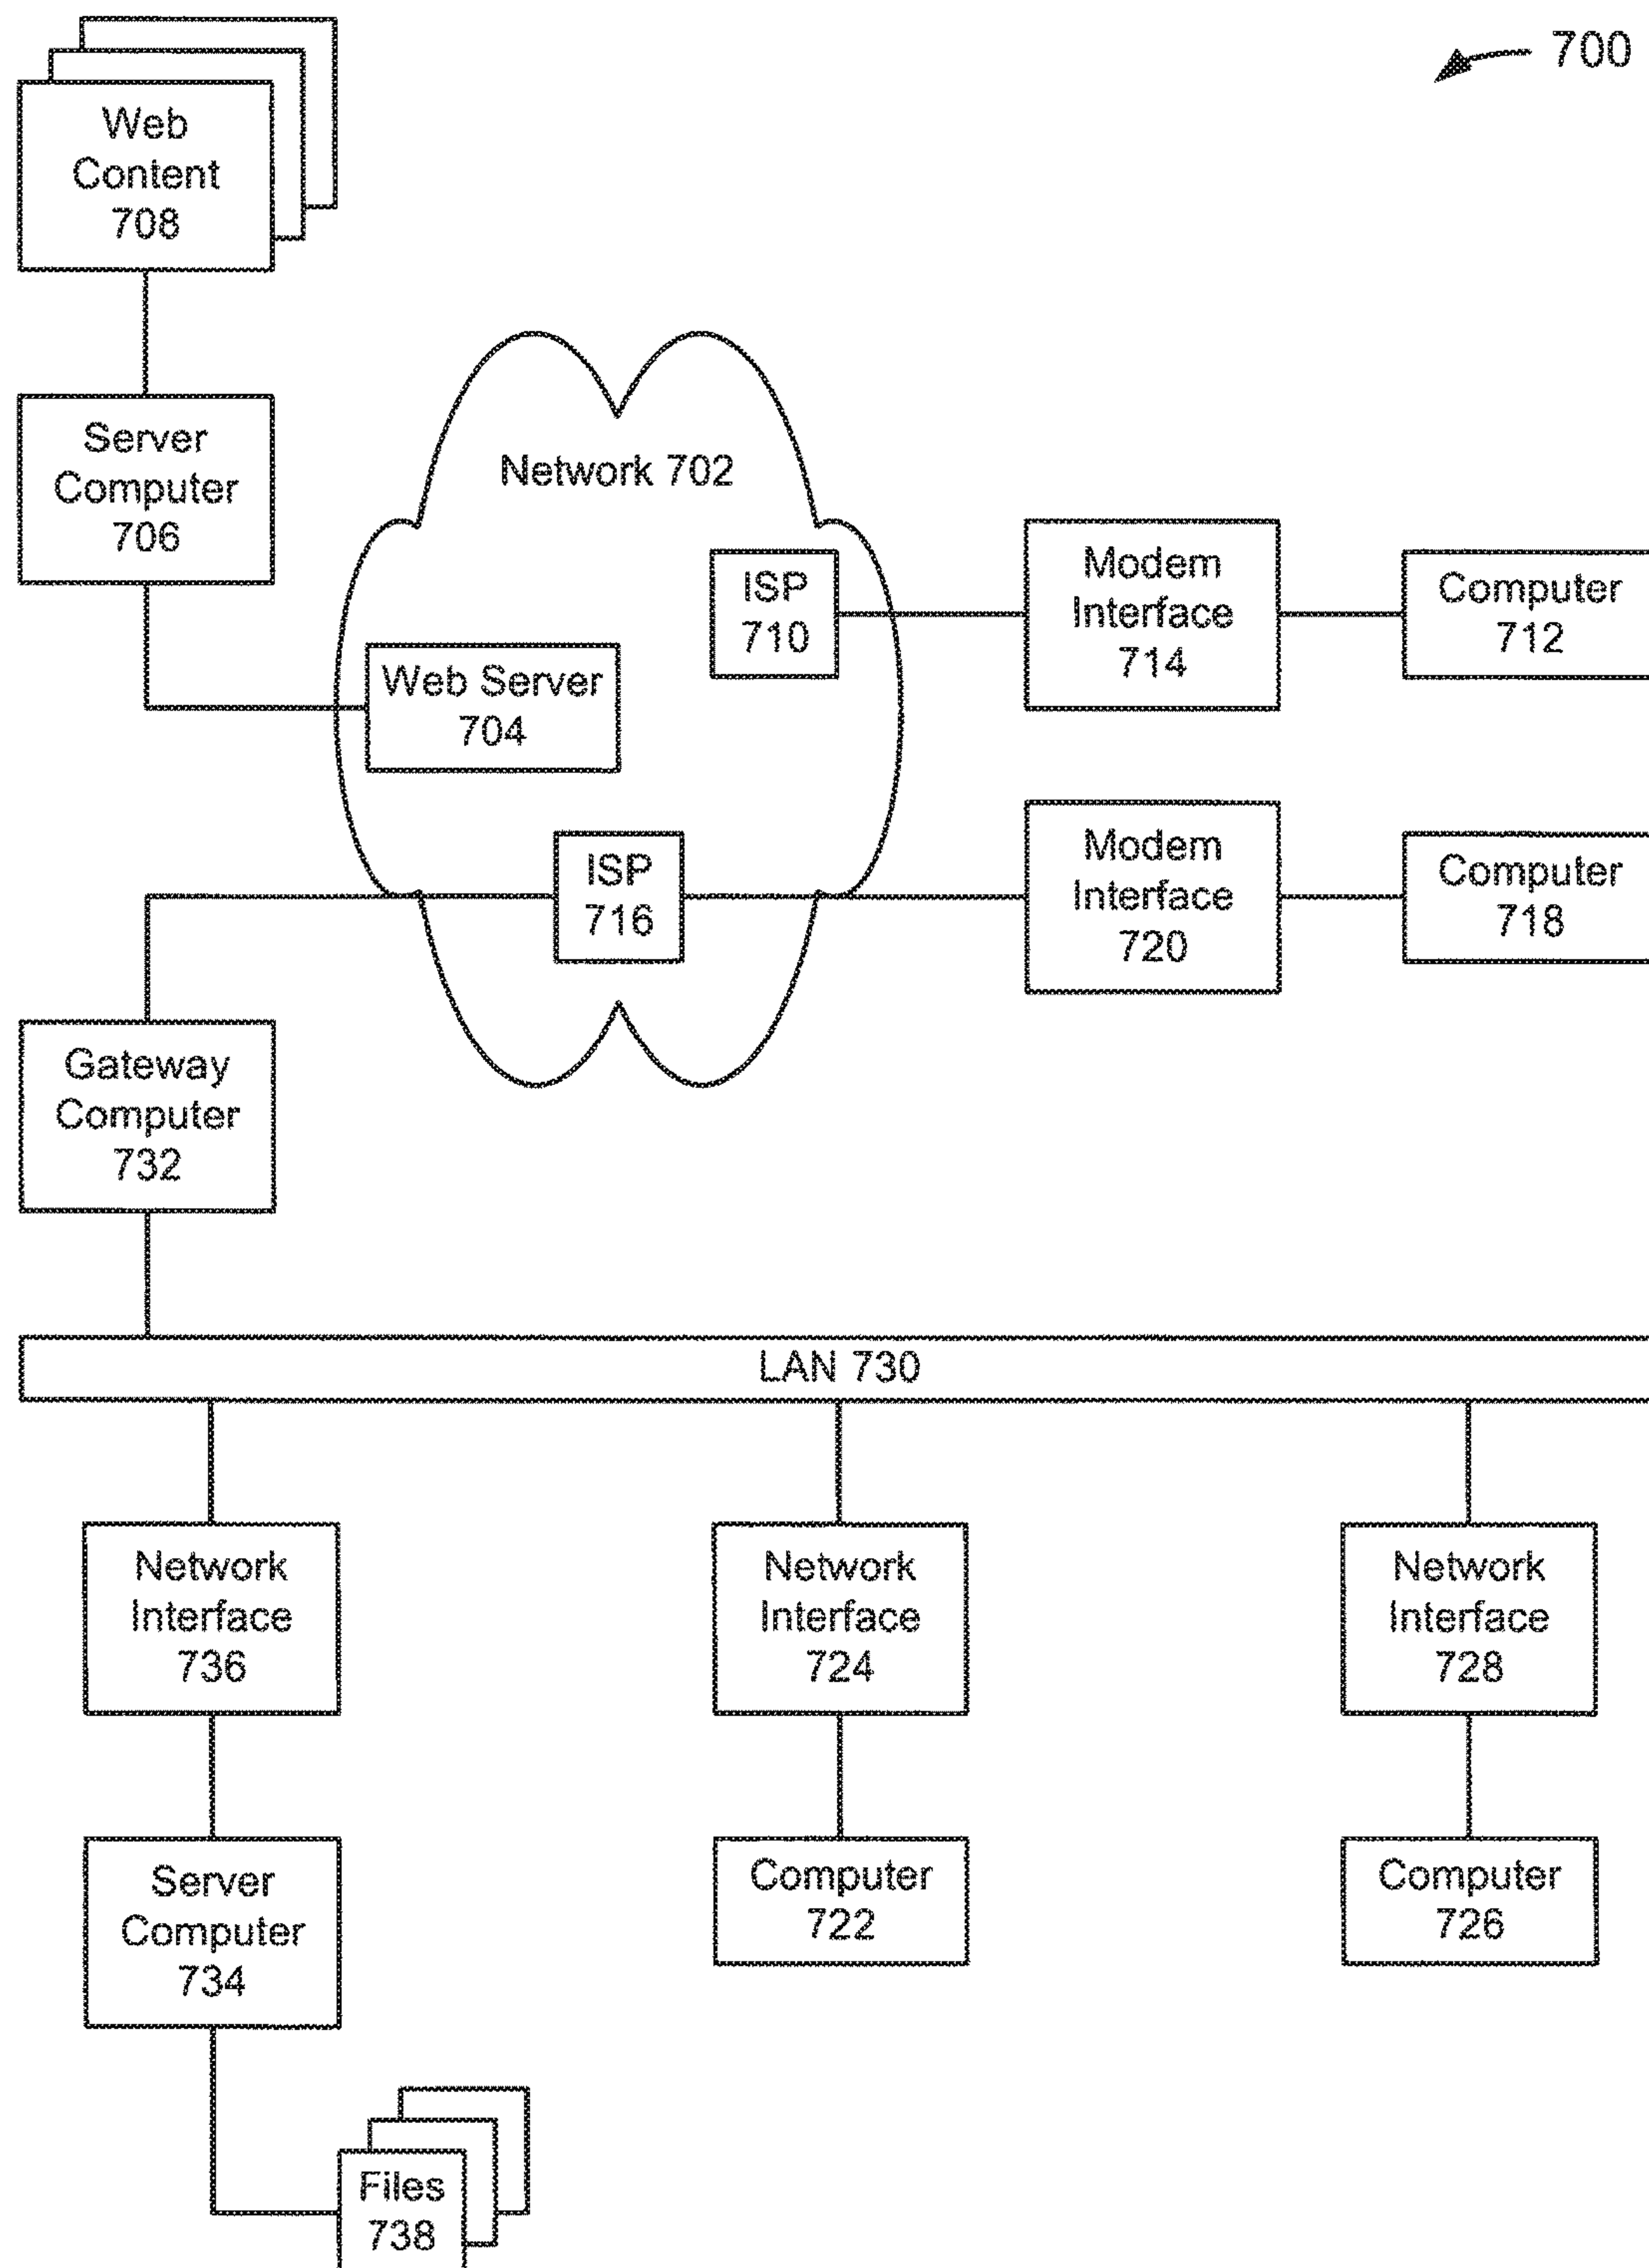 700
Web
Content
708
Server
Computer
706
Network 702
ISP
710
Modem
Interface
714
Computer
712
Web Server
704
ISP
716
Modem
Interface
720
Computer
718
Gateway
Computer
732
LAN 730
Network
Interface
736
Network
Interface
724
Network
Interface
728
Server
Computer
734
Computer
722
Computer
726
Files
738